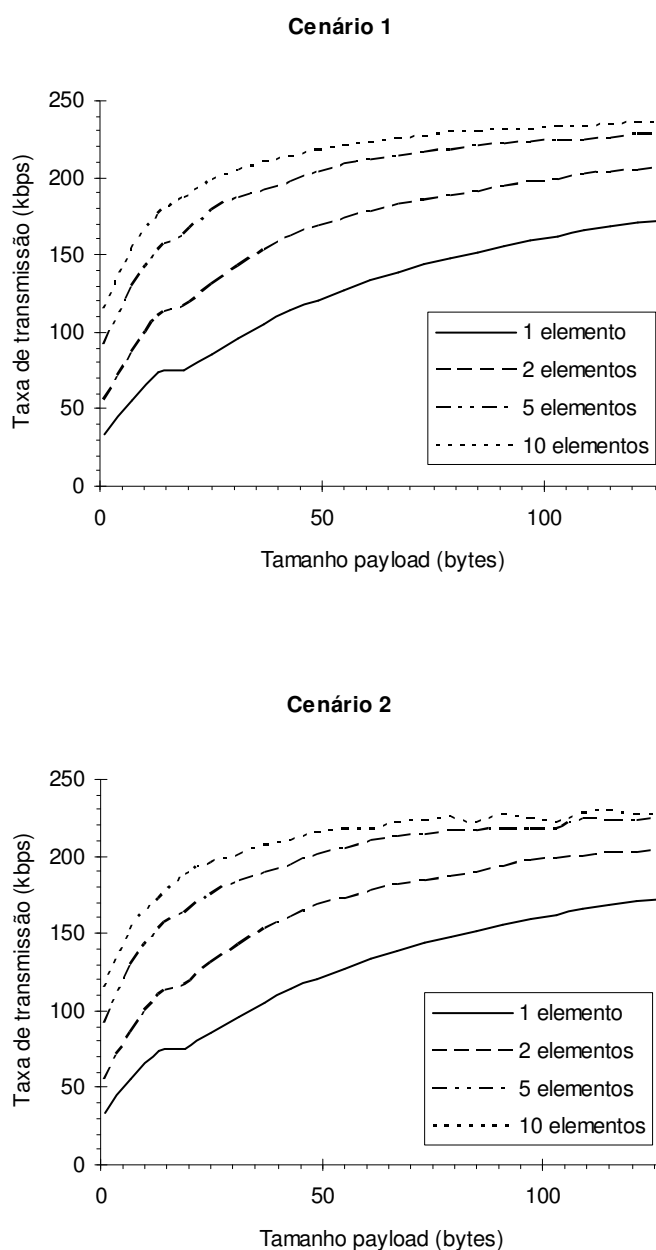 Cenário 1
250
200
150
100
50
0
Taxa de transmissão (kbps)
0 50 100
Tamanho payload (bytes)
1 elemento
2 elementos
5 elementos
10 elementos
Cenário 2
250
200
150
100
50
0
Taxa de transmissão (kbps)
0 50 100
Tamanho payload (bytes)
1 elemento
2 elementos
5 elementos
10 elementos